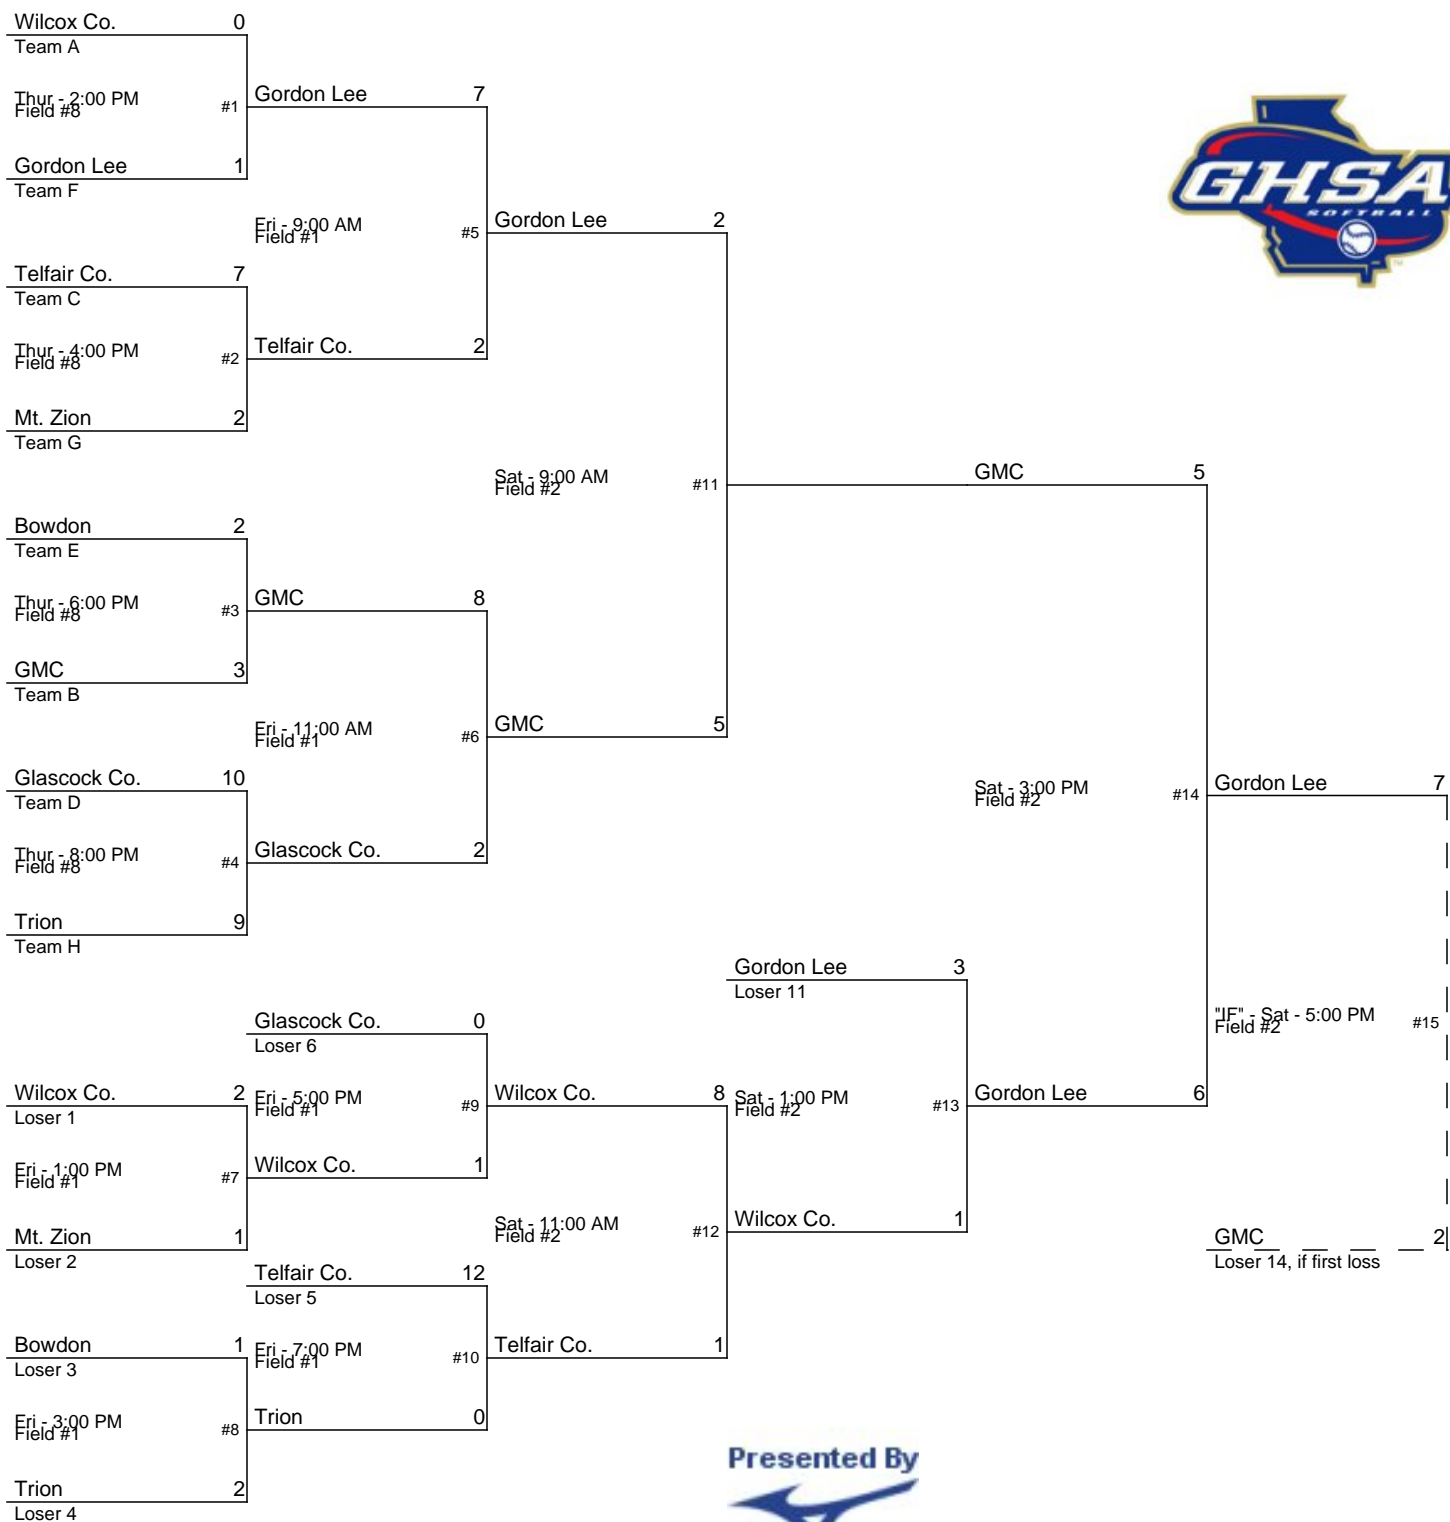 Wilcox Co. 0
Team A
Thur - 2:00 PM
Field #8
#1
Gordon Lee 1
Team F
Gordon Lee 7
Eri - 9:00 AM
Field #1
#5
Telfair Co. 2
Telfair Co. 7
Team C
Thur - 4:00 PM
Field #8
#2
Mt. Zion 2
Team G
Gordon Lee 2
Sat - 9:00 AM
Field #2
#11
GMC 5
Bowdon 2
Team E
Thur - 6:00 PM
Field #8
#3
GMC 3
Team B
GMC 8
Eri - 11:00 AM
Field #1
#6
Glascock Co. 2
Glascock Co. 10
Team D
Thur - 8:00 PM
Field #8
#4
Trion 9
Team H
GHSA
SOFTBALL
TM
GMC 5
Sat - 3:00 PM
Field #2
#14
Gordon Lee 6
Gordon Lee 7
"IF" - Sat - 5:00 PM
Field #2
#15
GMC 2
Loser 14, if first loss
Gordon Lee 3
Loser 11
Sat - 1:00 PM
Field #2
#13
Wilcox Co. 1
Glascock Co. 0
Loser 6
Eri - 5:00 PM
Field #1
#9
Wilcox Co. 1
Wilcox Co. 2
Loser 1
Eri - 1:00 PM
Field #1
#7
Mt. Zion 1
Loser 2
Wilcox Co. 8
Sat - 11:00 AM
Field #2
#12
Telfair Co. 1
Telfair Co. 12
Loser 5
Eri - 7:00 PM
Field #1
#10
Trion 0
Bowdon 1
Loser 3
Eri - 3:00 PM
Field #1
#8
Trion 2
Loser 4
Presented By